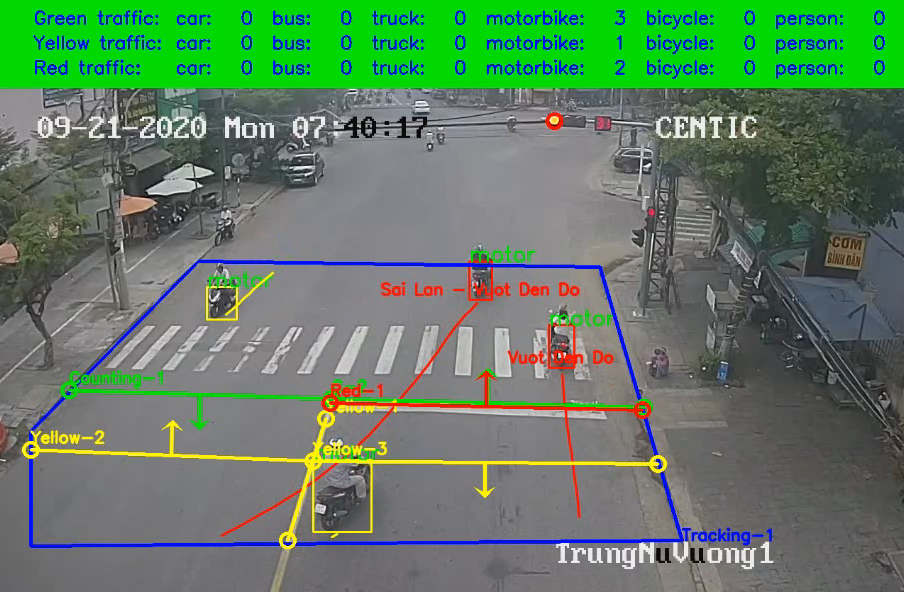 Green traffic: car: 0 bus: 0 truck: 0 motorbike: 3 bicycle: 0 person: 0
Yellow traffic: car: 0 bus: 0 truck: 0 motorbike: 1 bicycle: 0 person: 0
Red traffic: car: 0 bus: 0 truck: 0 motorbike: 2 bicycle: 0 person: 0
09-21-2020 Mon 07:40:17
CENTIC
CƠM
BÌNH DÂN
motor
motor
Sai Lan - Vuot Den Do
motor
Vuot Den Do
Counting-1
Red-1
Yellow-2
Yellow-3
Tracking-1
TrungNuVuong1